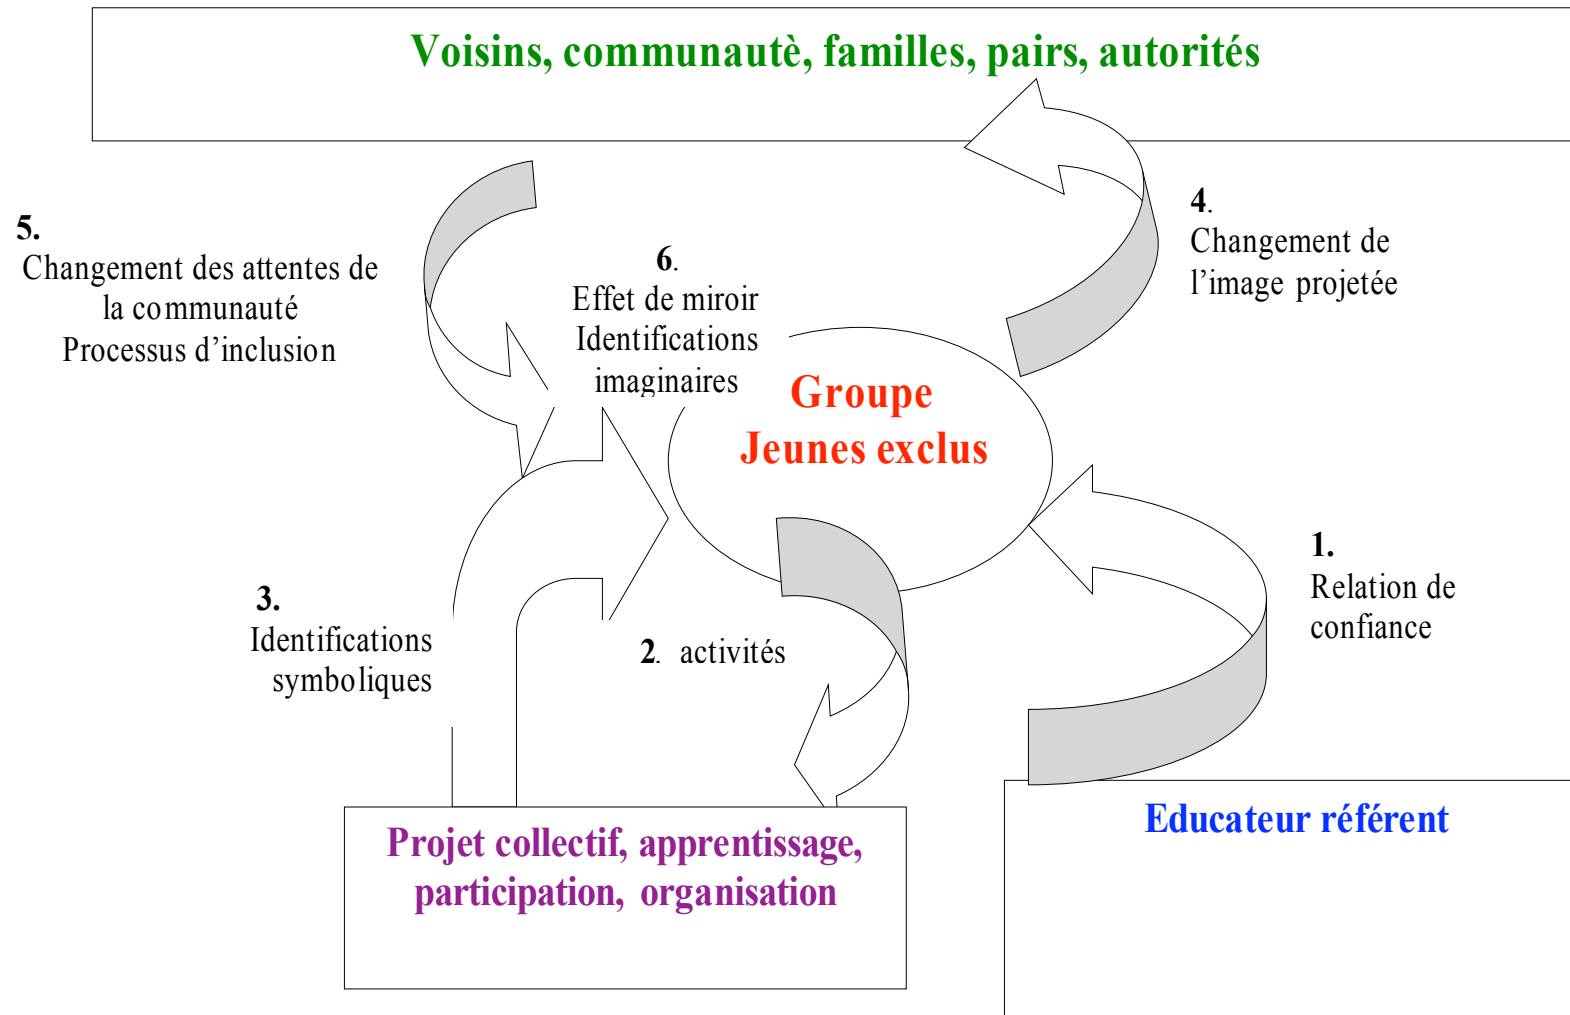 Voisins, communautè, familles, pairs, autorités
5.
Changement des attentes de
la communauté
Processus d'inclusion
6.
Effet de miroir
Identifications
imaginaires
4.
Changement de
l'image projetée
Groupe
Jeunes exclus
1.
Relation de
confiance
3.
Identifications
symboliques
2. activités
Projet collectif, apprentissage,
participation, organisation
Educateur référent